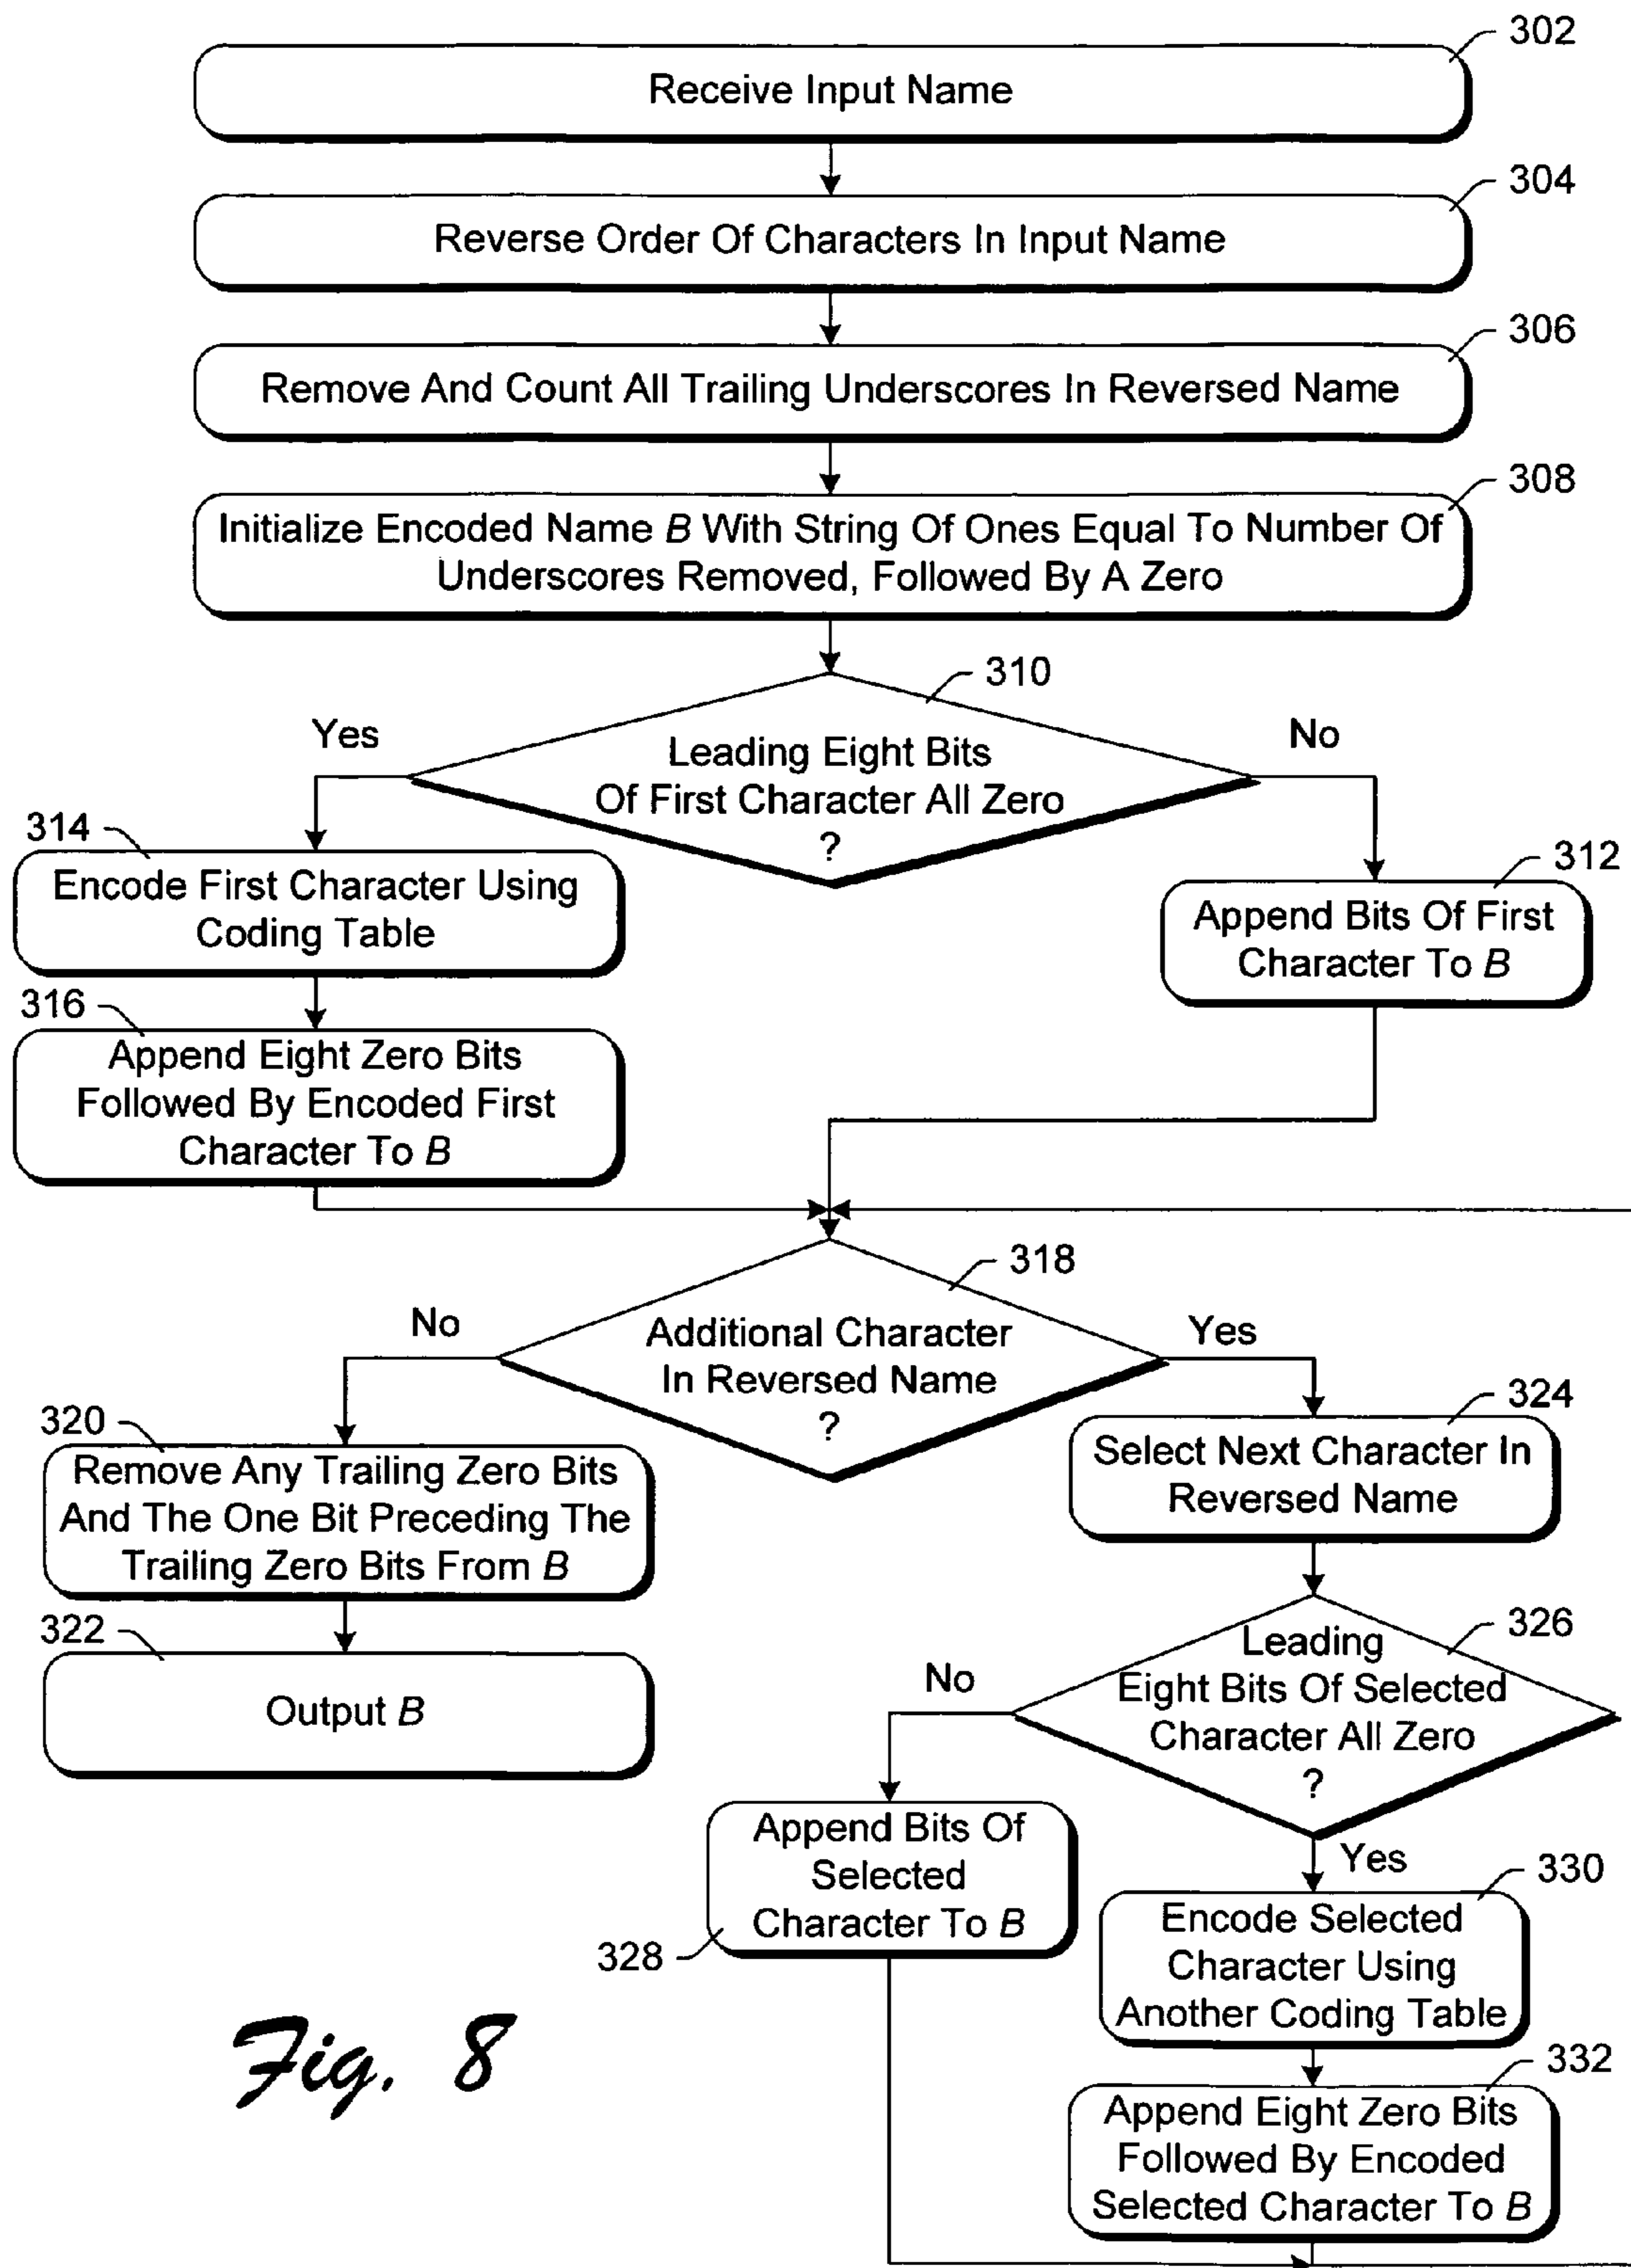 302
Receive Input Name
304
Reverse Order Of Characters In Input Name
306
Remove And Count All Trailing Underscores In Reversed Name
308
Initialize Encoded Name B With String Of Ones Equal To Number Of
Underscores Removed, Followed By A Zero
310
Yes
No
Leading Eight Bits
Of First Character All Zero
?
314
Encode First Character Using
Coding Table
312
Append Bits Of First
Character To B
316
Append Eight Zero Bits
Followed By Encoded First
Character To B
318
No
Yes
Additional Character
In Reversed Name
?
320
Remove Any Trailing Zero Bits
And The One Bit Preceding The
Trailing Zero Bits From B
324
Select Next Character In
Reversed Name
322
Output B
326
No
Leading
Eight Bits Of Selected
Character All Zero
?
Yes
Append Bits Of
Selected
Character To B
328
330
Encode Selected
Character Using
Another Coding Table
332
Append Eight Zero Bits
Followed By Encoded
Selected Character To B
Fig. 8